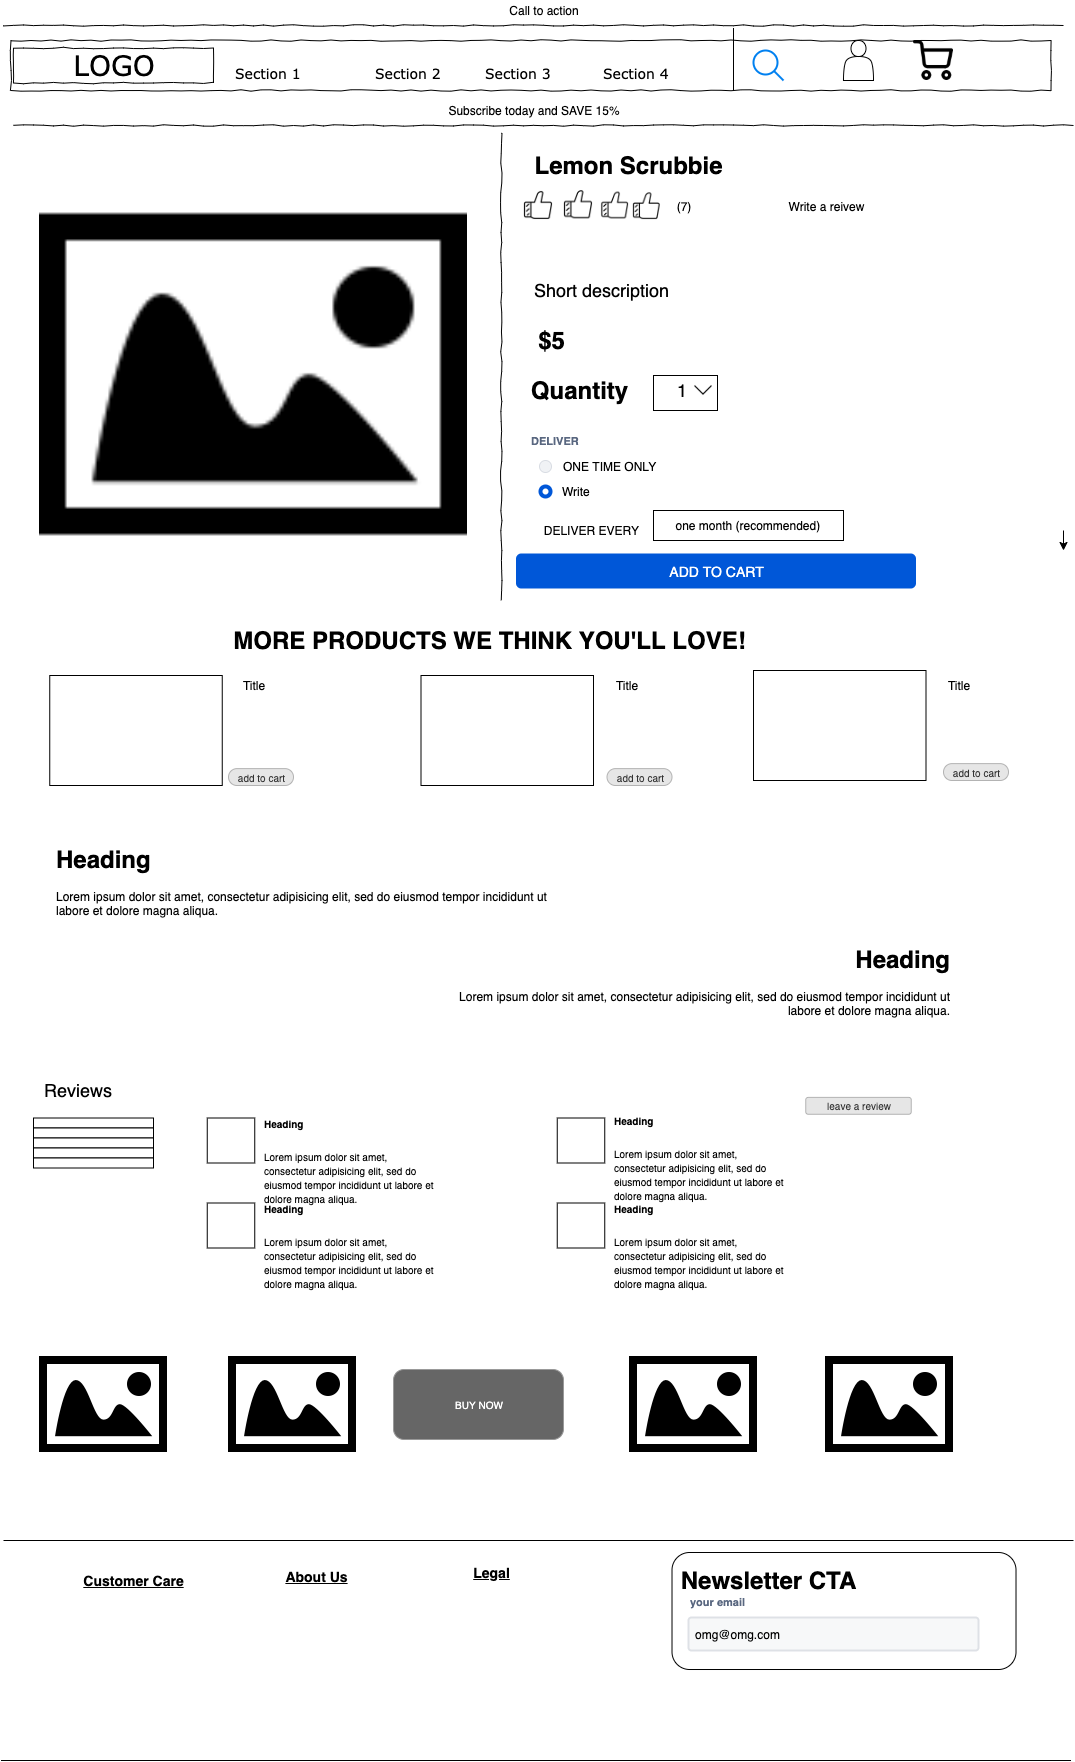 Call to action
LOGO
Section 1
Section 2
Section 3
Section 4
Subscribe today and SAVE 15%
Lemon Scrubbie
(7)
Write a reivew
Short description
$5
Quantity
1
DELIVER
ONE TIME ONLY
Write
DELIVER EVERY
one month (recommended)
ADD TO CART
MORE PRODUCTS WE THINK YOU'LL LOVE!
Title
add to cart
Title
add to cart
Title
add to cart
Heading
Lorem ipsum dolor sit amet, consectetur adipisicing elit, sed do eiusmod tempor incididunt ut
labore et dolore magna aliqua.
Heading
Lorem ipsum dolor sit amet, consectetur adipisicing elit, sed do eiusmod tempor incididunt ut
labore et dolore magna aliqua.
Reviews
leave a review
Heading
Lorem ipsum dolor sit amet,
consectetur adipisicing elit, sed do
eiusmod tempor incididunt ut labore et
dolore magna aliqua.
Heading
Lorem ipsum dolor sit amet,
consectetur adipisicing elit, sed do
eiusmod tempor incididunt ut labore et
dolore magna aliqua.
Heading
Lorem ipsum dolor sit amet,
consectetur adipisicing elit, sed do
eiusmod tempor incididunt ut labore et
dolore magna aliqua.
Heading
Lorem ipsum dolor sit amet,
consectetur adipisicing elit, sed do
eiusmod tempor incididunt ut labore et
dolore magna aliqua.
BUY NOW
Customer Care
About Us
Legal
Newsletter CTA
your email
omg@omg.com